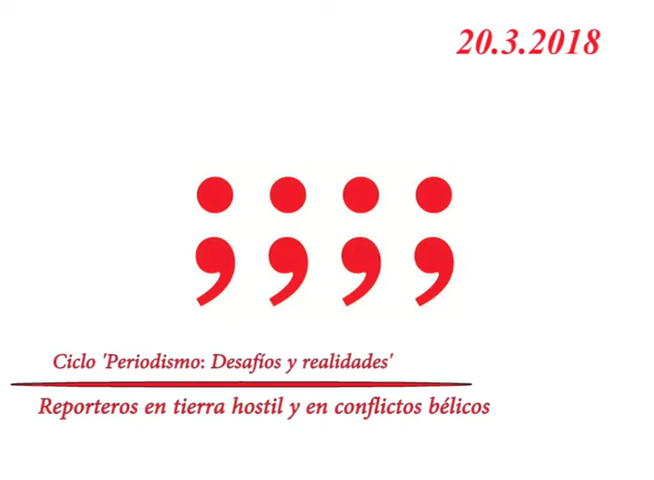 20.3.2018
;;;;
Ciclo 'Periodismo: Desafíos y realidades'
Reporteros en tierra hostil y en conflictos bélicos